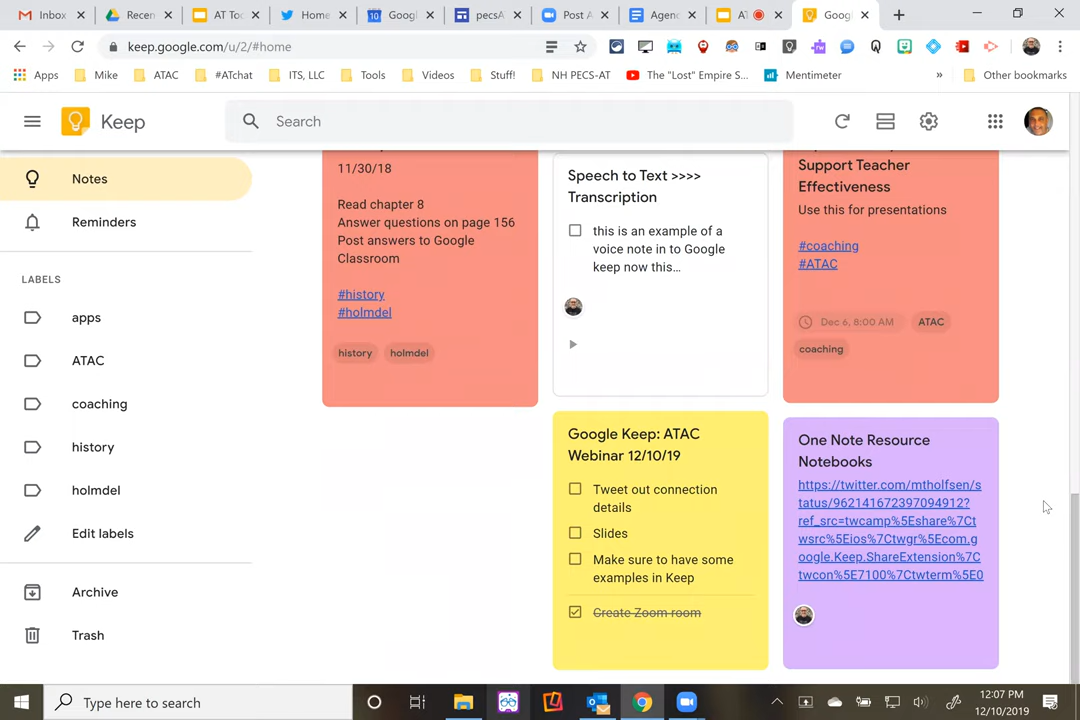 Inbox
Recen
AT Too
Home
Googl
pecsA
Post A
Agend
AT
Googl
keep.google.com/u/2/#home
Apps
Mike
ATAC
#ATchat
ITS, LLC
Tools
Videos
Stuff!
NH PECS-AT
The "Lost" Empire S...
Mentimeter
»
Other bookmarks
Keep
Search
Notes
Reminders
LABELS
apps
ATAC
coaching
history
holmdel
Edit labels
Archive
Trash
11/30/18
Read chapter 8
Answer questions on page 156
Post answers to Google
Classroom
#history
#holmdel
history holmdel
Speech to Text >>>>
Transcription
this is an example of a
voice note in to Google
keep now this...
Google Keep: ATAC
Webinar 12/10/19
Tweet out connection
details
Slides
Make sure to have some
examples in Keep
Create Zoom room
Support Teacher
Effectiveness
Use this for presentations
#coaching
#ATAC
Dec 6, 8:00 AM ATAC
coaching
One Note Resource
Notebooks
https://twitter.com/mtholfsen/s
tatus/962141672397094912?
ref_src=twcamp%5Eshare%7Ct
wsrc%5Eios%7Ctwgr%5Ecom.g
oogle.Keep.ShareExtension%7C
twcon%5E7100%7Ctwterm%5E0
Type here to search
12:07 PM
12/10/2019